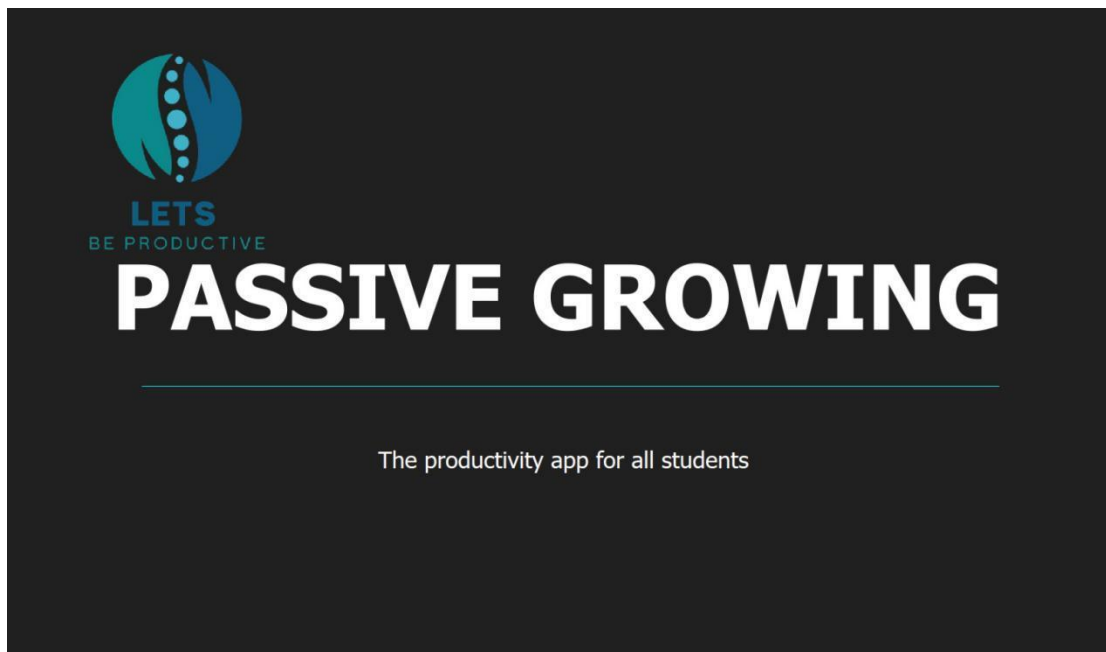 LETS
BE PRODUCTIVE
PASSIVE GROWING
The productivity app for all students